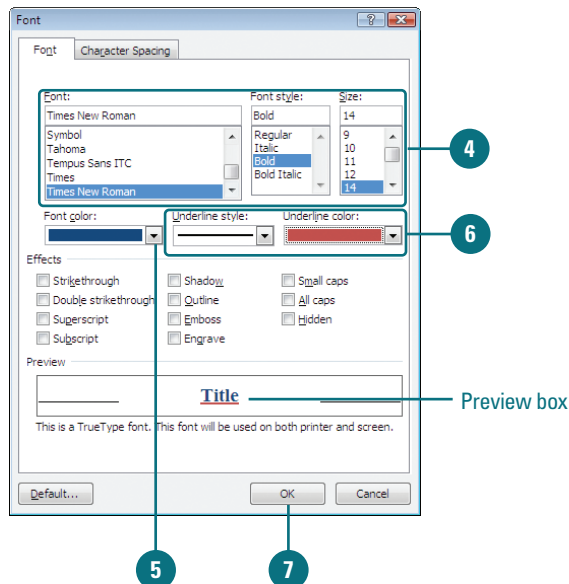 Font
Font Character Spacing
Font: Font style: Size:
Times New Roman Bold 14
Symbol Regular 9
Tahoma Italic 10
Tempus Sans ITC Bold 11
Times Bold Italic 12
Times New Roman 14
4
Font color: Underline style: Underline color:
6
Effects
Strikethrough Shadow Small caps
Double strikethrough Outline All caps
Superscript Emboss Hidden
Subscript Engrave
Preview
Title
Preview box
This is a TrueType font. This font will be used on both printer and screen.
Default... OK Cancel
5 7